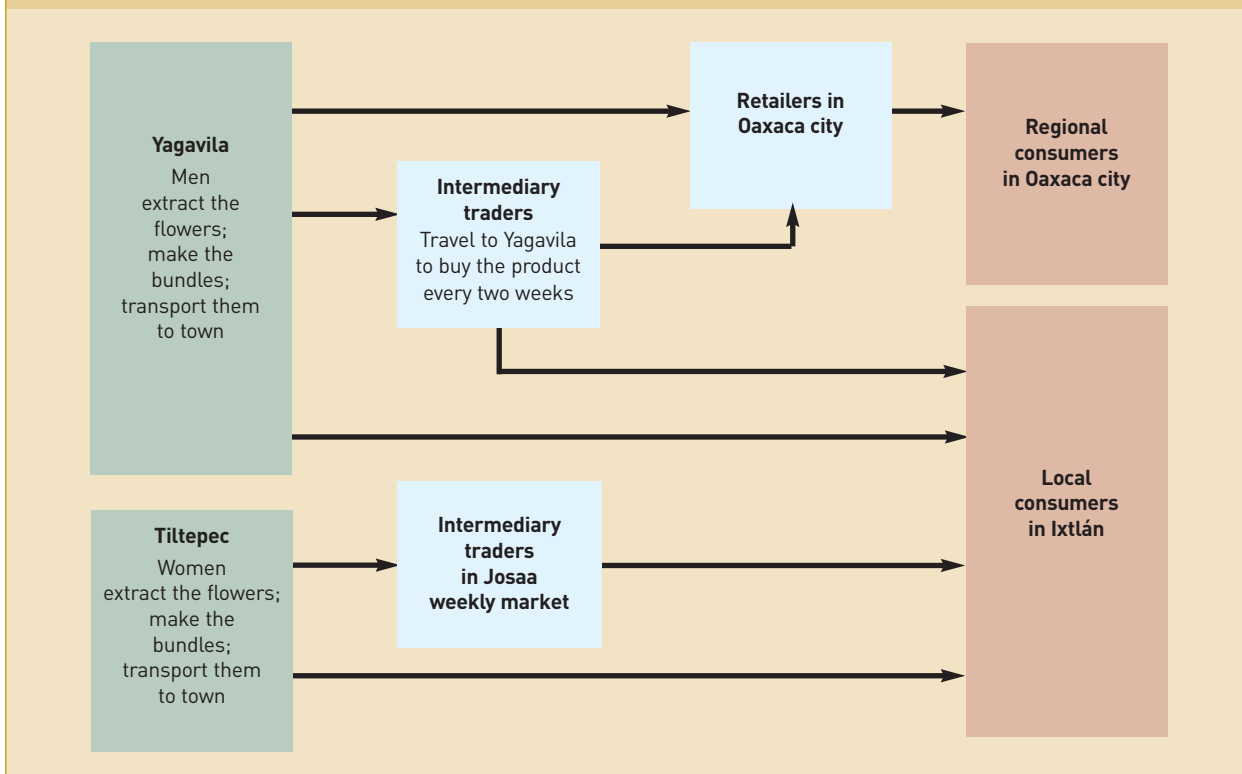 Yagavila
Men
extract the
flowers;
make the
bundles;
transport them
to town
Retailers in
Oaxaca city
Regional
consumers
in Oaxaca city
Intermediary
traders
Travel to Yagavila
to buy the product
every two weeks
Local
consumers
in Ixtlán
Tiltepec
Women
extract the flowers;
make the
bundles;
transport them
to town
Intermediary
traders
in Josaa
weekly market